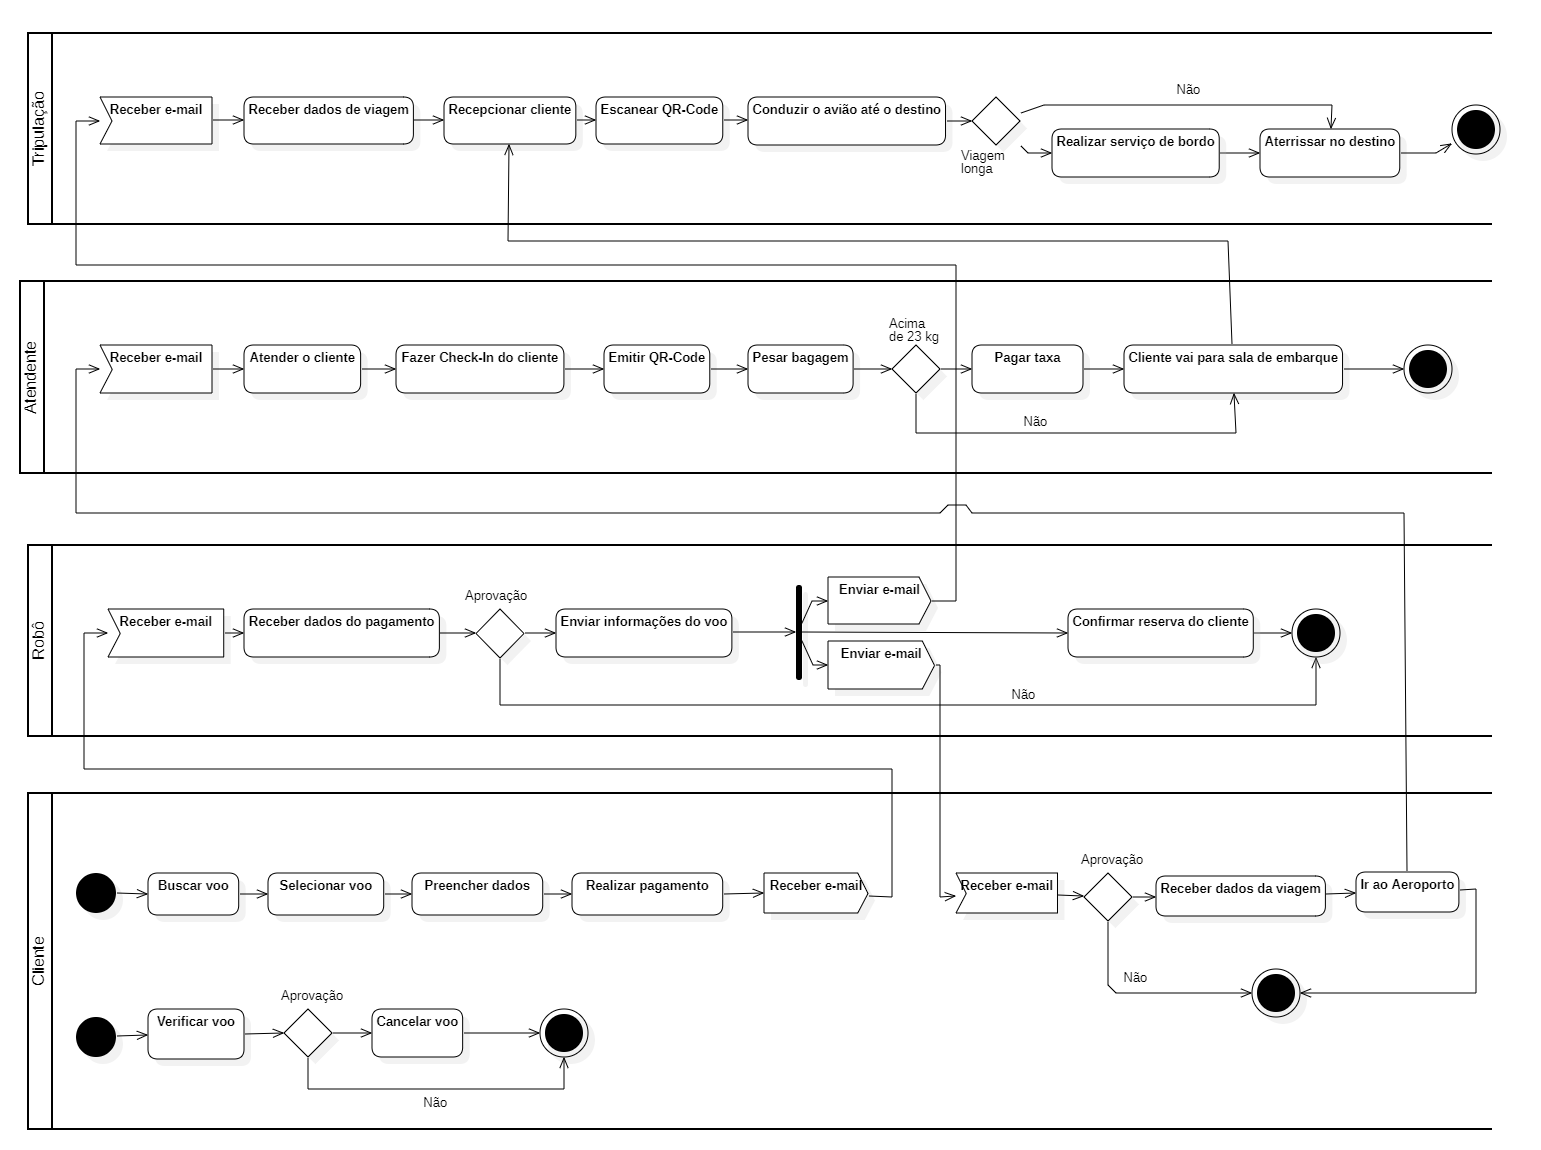 Tripulação
Não
Receber e-mail
Receber dados de viagem
Recepcionar cliente
Escanear QR-Code
Conduzir o avião até o destino
Viagem
longa
Realizar serviço de bordo
Aterrissar no destino
Atendente
Acima
de 23 kg
Receber e-mail
Atender o cliente
Fazer Check-In do cliente
Emitir QR-Code
Pesar bagagem
Pagar taxa
Cliente vai para sala de embarque
Não
Robô
Aprovação
Enviar e-mail
Receber e-mail
Receber dados do pagamento
Enviar informações do voo
Confirmar reserva do cliente
Enviar e-mail
Não
Cliente
Aprovação
Buscar voo
Selecionar voo
Preencher dados
Realizar pagamento
Receber e-mail
Receber e-mail
Receber dados da viagem
Ir ao Aeroporto
Não
Aprovação
Verificar voo
Cancelar voo
Não